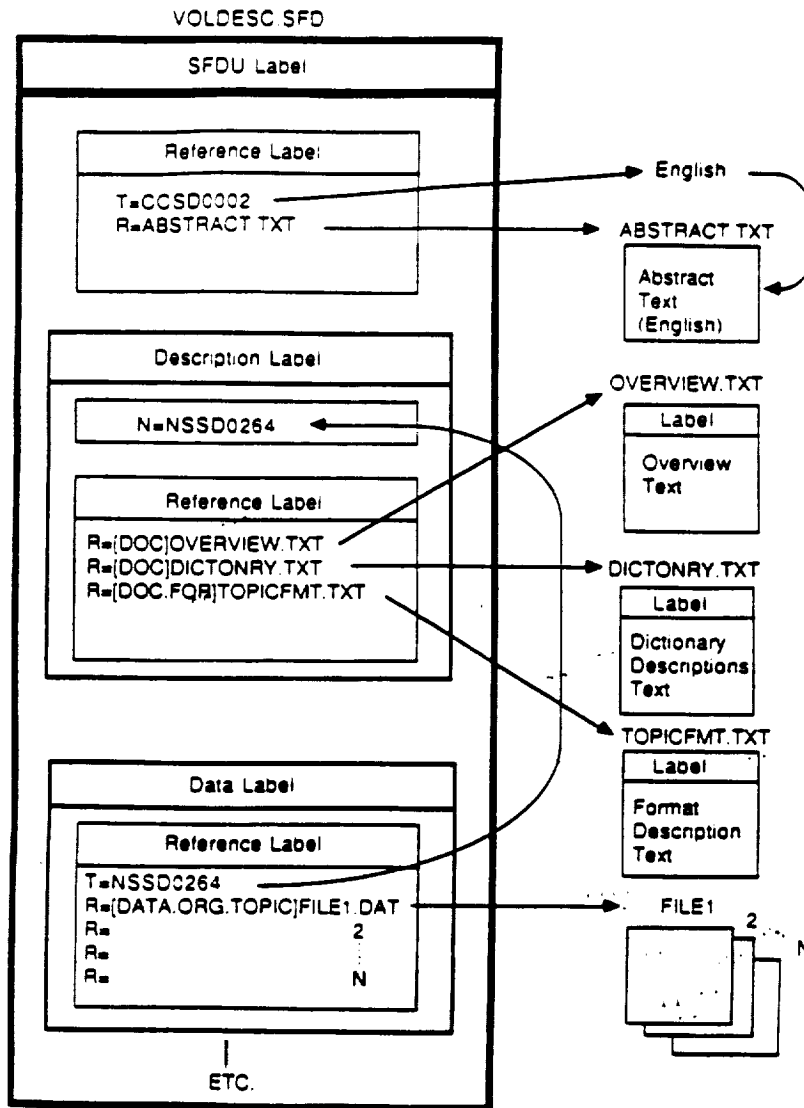 VOLDESC.SFD
SFDU Label
Reference Label
T=CCSD0002
R=ABSTRACT TXT
English
ABSTRACT TXT
Abstract
Text
(English)
Description Label
N=NSSD0264
Reference Label
R=[DOC]OVERVIEW.TXT
R=[DOC]DICTONRY.TXT
R=[DOC.FOR]TOPICFMT.TXT
OVERVIEW.TXT
Label
Overview
Text
DICTONRY.TXT
Label
Dictionary
Descriptions
Text
TOPICFMT.TXT
Label
Format
Description
Text
Data Label
Reference Label
T=NSSD0264
R=[DATA.ORG.TOPIC]FILE1.DAT
R= 2
R=
R= N
FILE1
2
N
ETC.